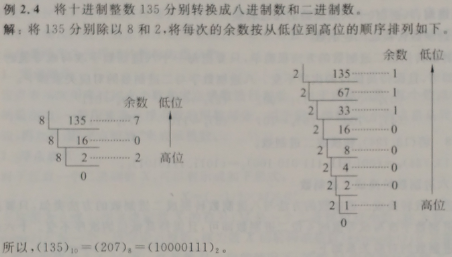 例 2.4 将十进制整数 135 分别转换成八进制数和二进制数。
解:将 135 分别除以 8 和 2,将每次的余数按从低位到高位的顺序排列如下。
余数 低位
8 135 ………… 7
8 16 ………… 0
8 2 ………… 2 高位
0
余数 低位
2 135 ………… 1
2 67 ………… 1
2 33 ………… 1
2 16 ………… 0
2 8 ………… 0
2 4 ………… 0
2 2 ………… 0
2 1 ………… 1 高位
0
所以,(135)₁₀=(207)₈=(10000111)₂。